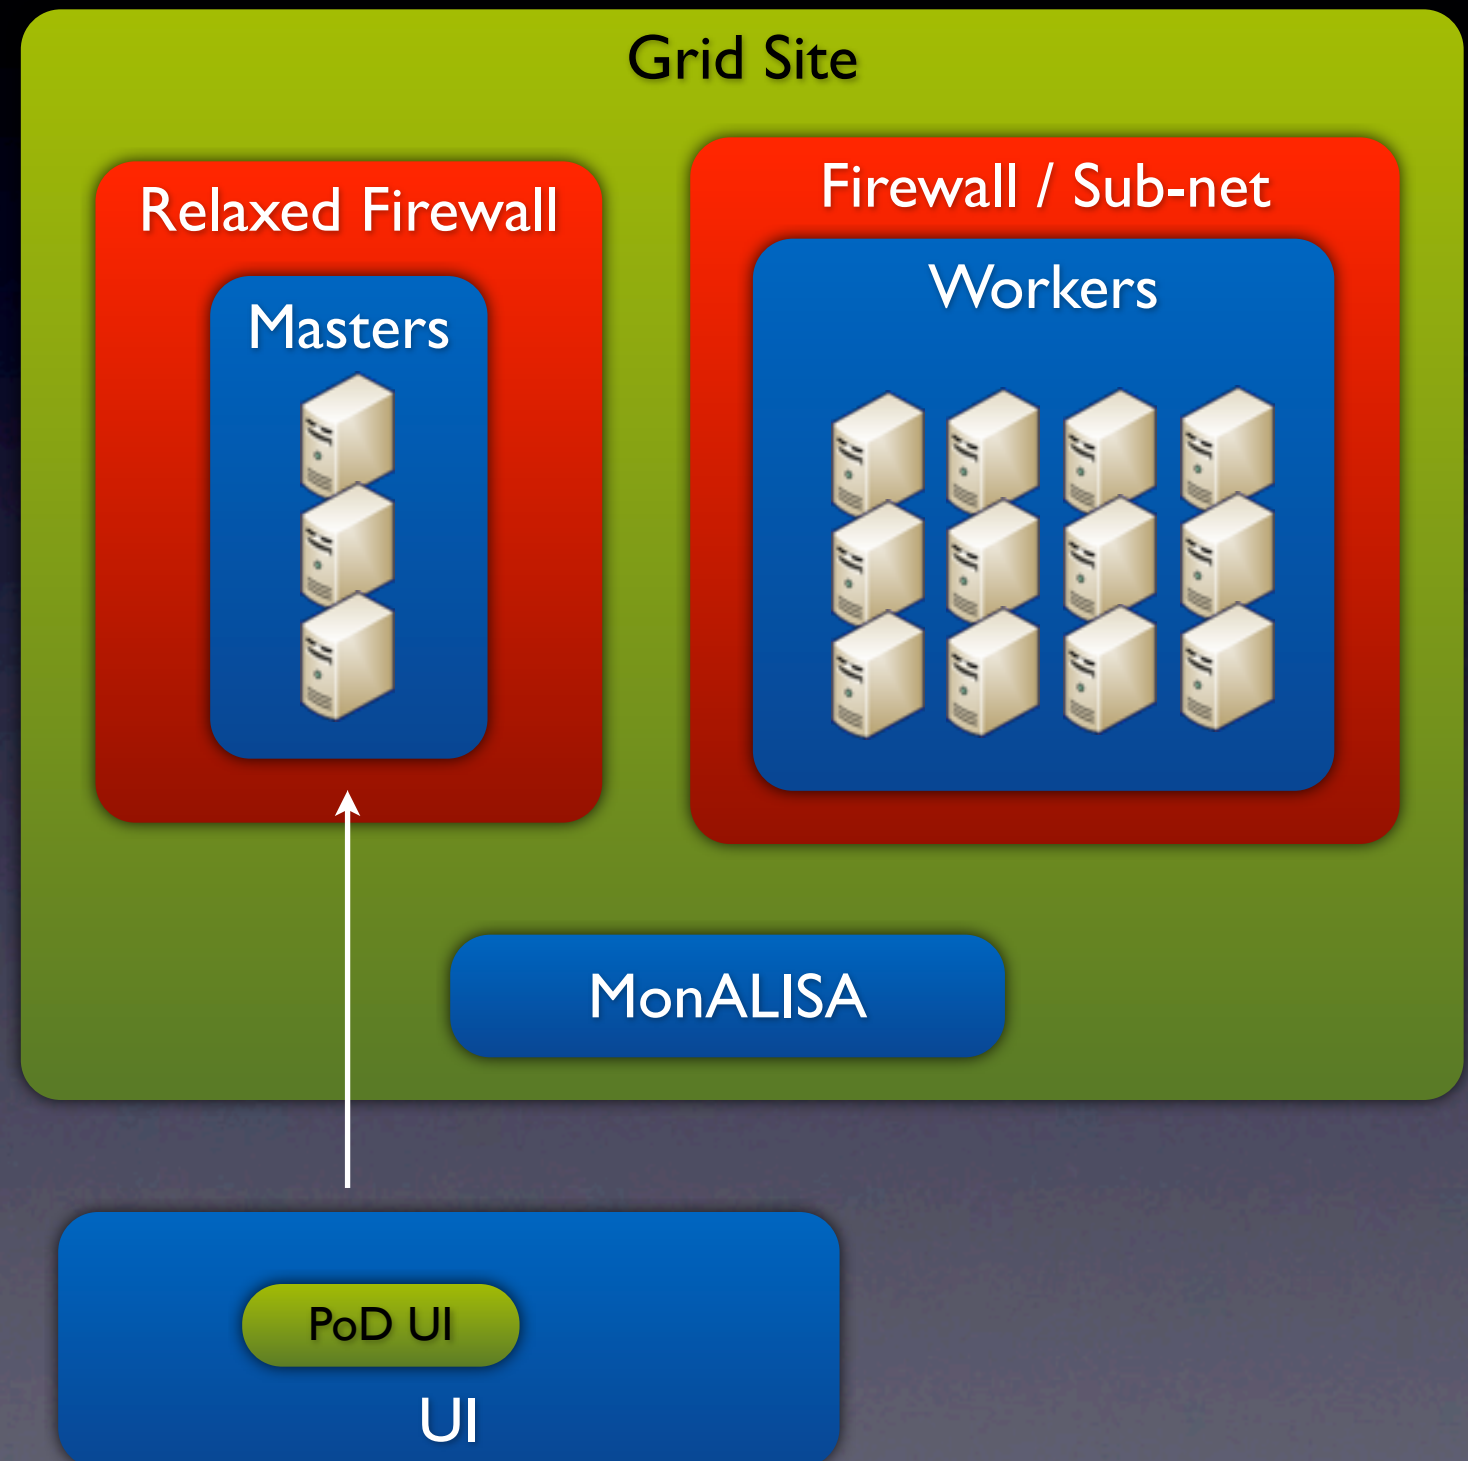 Grid Site
Relaxed Firewall
Masters
Firewall / Sub-net
Workers
MonALISA
PoD UI
UI